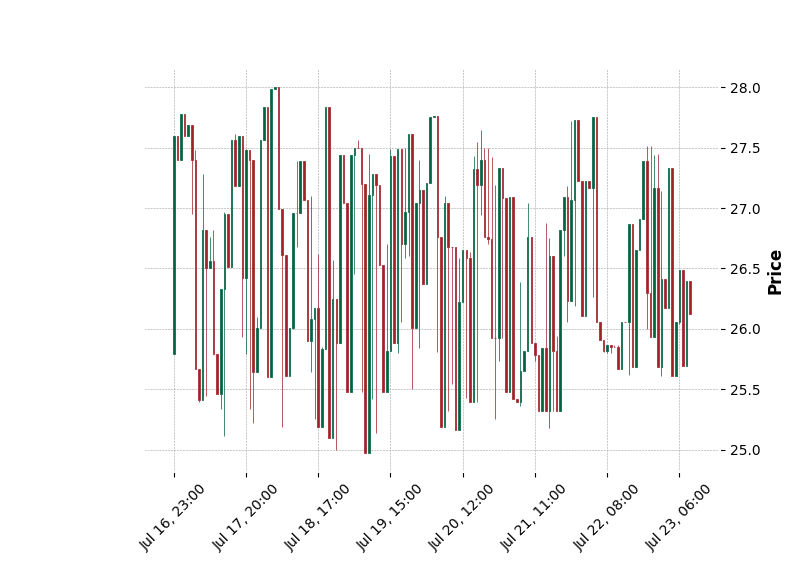 28.0
27.5
27.0
26.5
26.0
25.5
25.0
Price
Jul 16, 23:00
Jul 17, 20:00
Jul 18, 17:00
Jul 19, 15:00
Jul 20, 12:00
Jul 21, 11:00
Jul 22, 08:00
Jul 23, 06:00